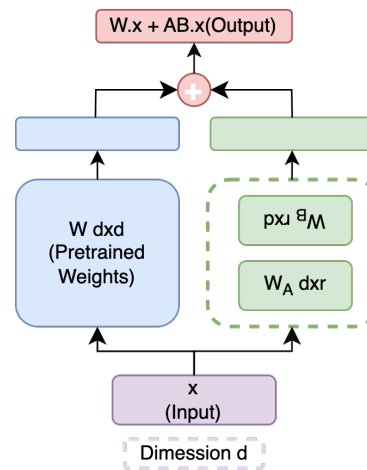 W.x + AB.x(Output)
+
W dxd
(Pretrained
Weights)
W_B rxd
W_A dxr
x
(Input)
Dimession d